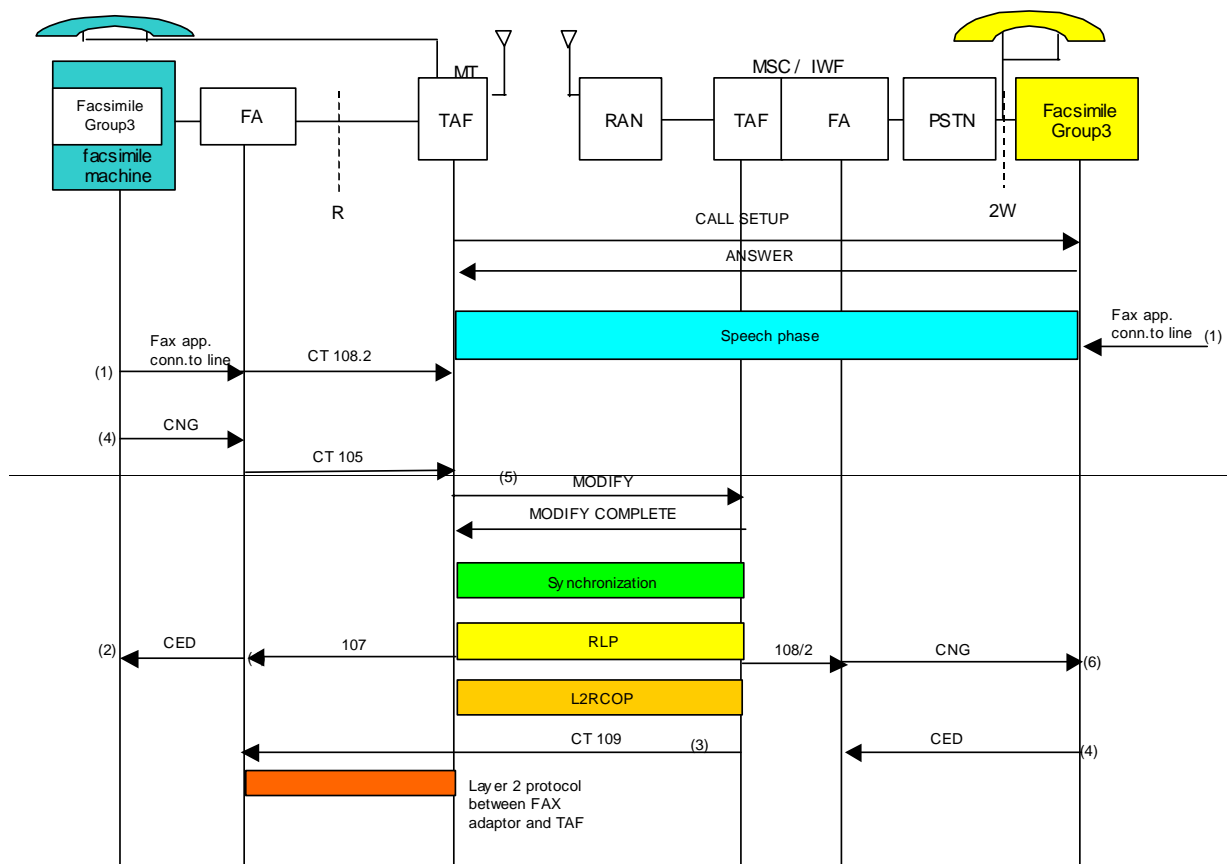 MT
MSC / IWF
Facsimile
Group3
FA
TAF
RAN
TAF
FA
PSTN
Facsimile
Group3
facsimile
machine
R
2W
CALL SETUP
ANSWER
Fax app.
conn.to line
(1)
CT 108.2
Speech phase
Fax app.
conn.to line
(1)
(4)
CNG
CT 105
(5)
MODIFY
MODIFY COMPLETE
Synchronization
(2)
CED
(
107
RLP
108/2
CNG
(6)
L2RCOP
CT 109
(3)
CED
(4)
Layer 2 protocol
between FAX
adaptor and TAF